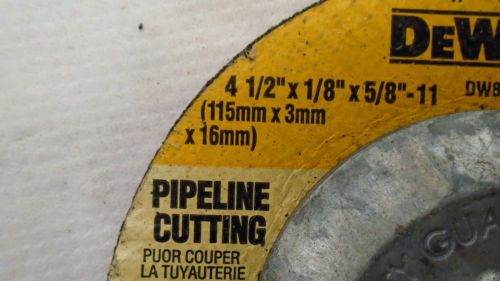 DEW
4 1/2" x 1/8" x 5/8"-11
DW8
(115mm x 3mm
x 16mm)
PIPELINE
CUTTING
PUOR COUPER
LA TUYAUTERIE
GUA